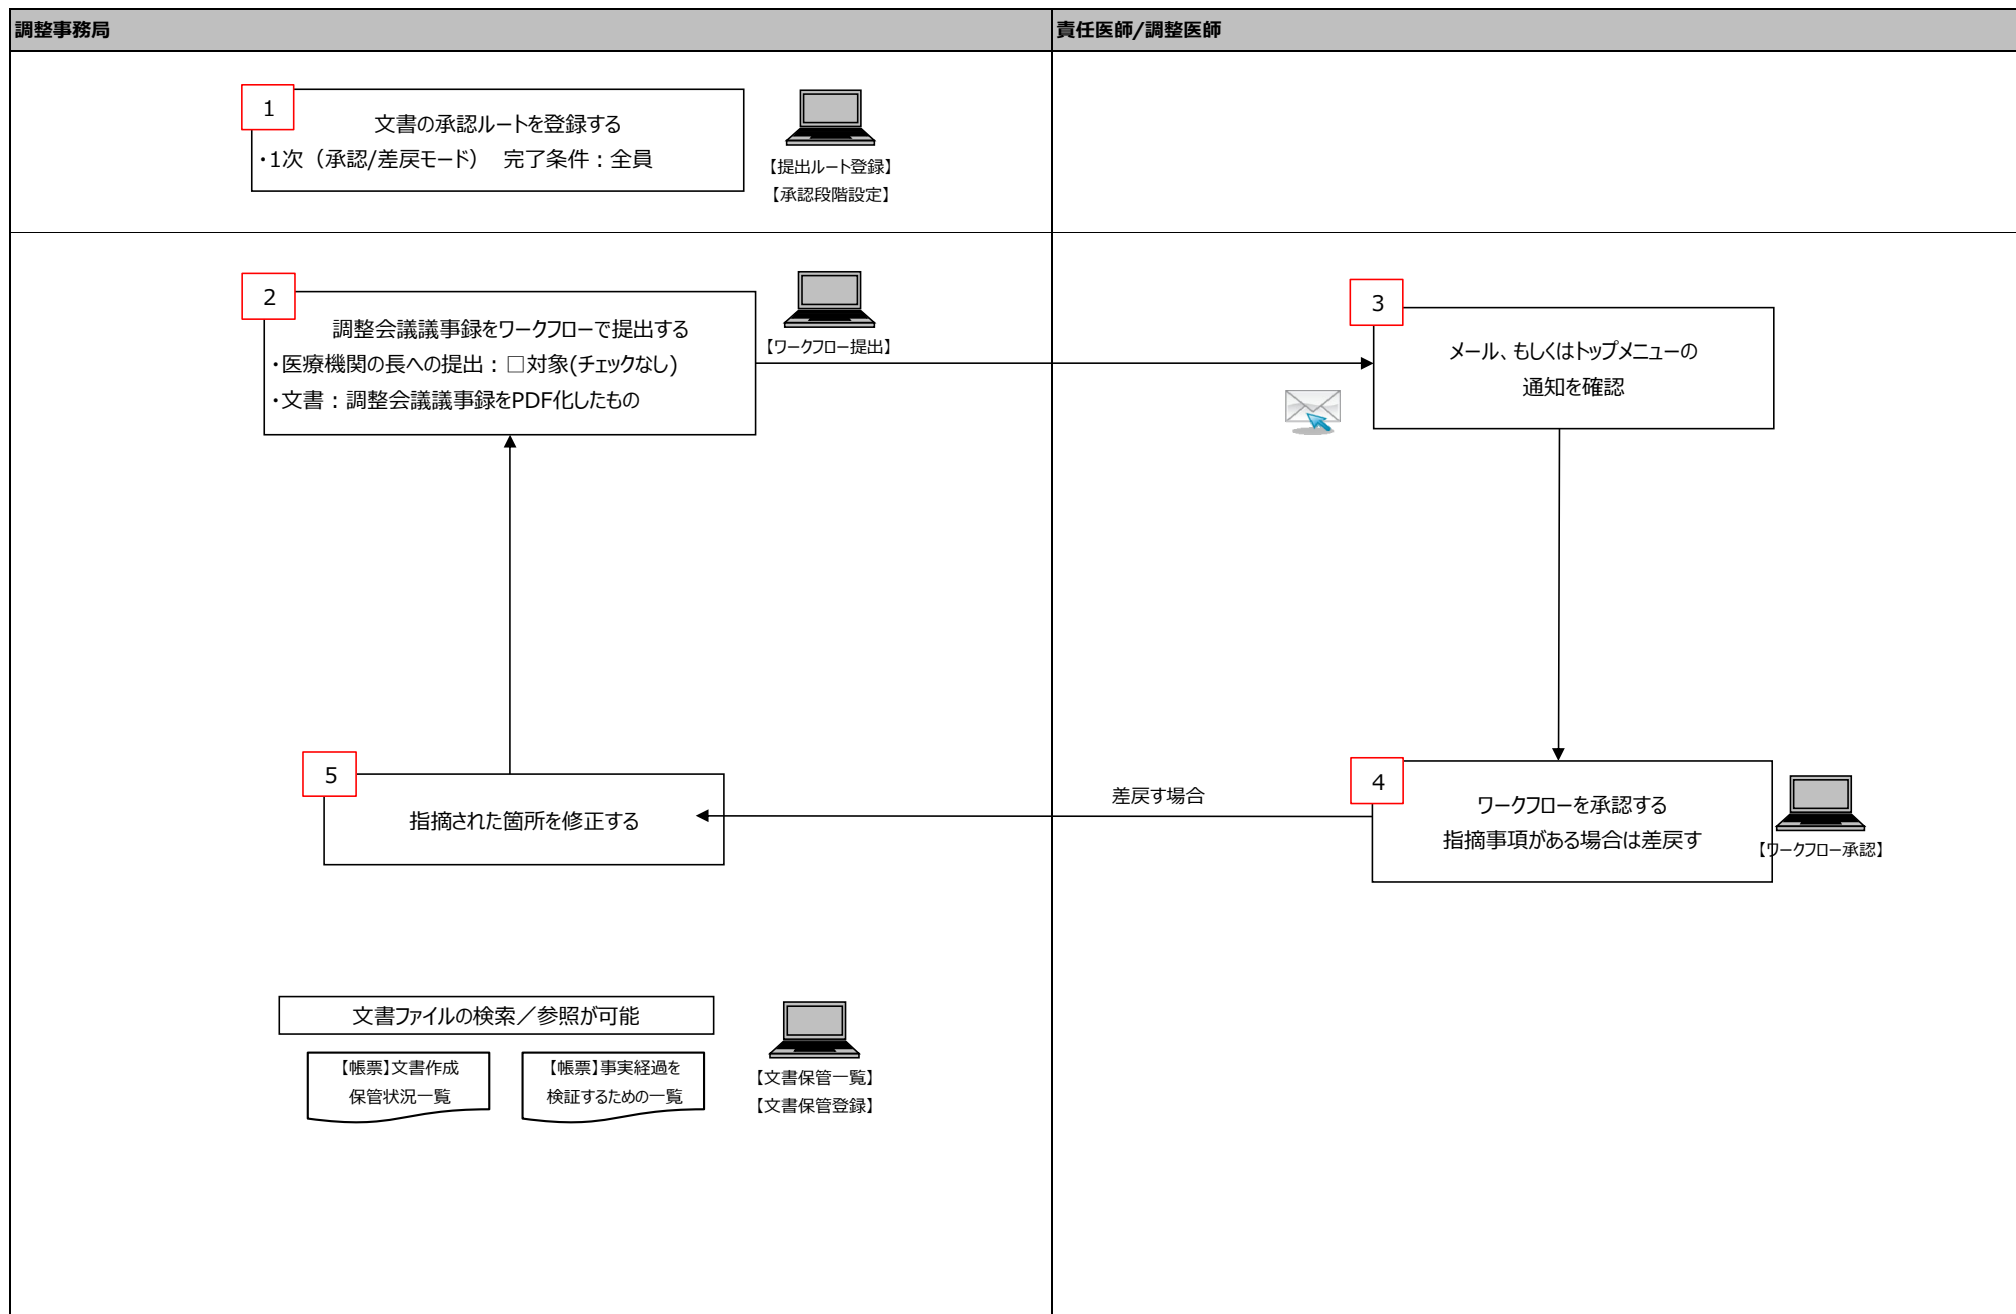 調整事務局
責任医師/調整医師
1
文書の承認ルートを登録する
・1次（承認/差戻モード）　完了条件：全員
【提出ルート登録】
【承認段階設定】
2
調整会議議事録をワークフローで提出する
・医療機関の長への提出：□対象(チェックなし)
・文書：調整会議議事録をPDF化したもの
【ワークフロー提出】
3
メール、もしくはトップメニューの
通知を確認
4
ワークフローを承認する
指摘事項がある場合は差戻す
【ワークフロー承認】
差戻す場合
5
指摘された箇所を修正する
文書ファイルの検索／参照が可能
【帳票】文書作成
保管状況一覧
【帳票】事実経過を
検証するための一覧
【文書保管一覧】
【文書保管登録】